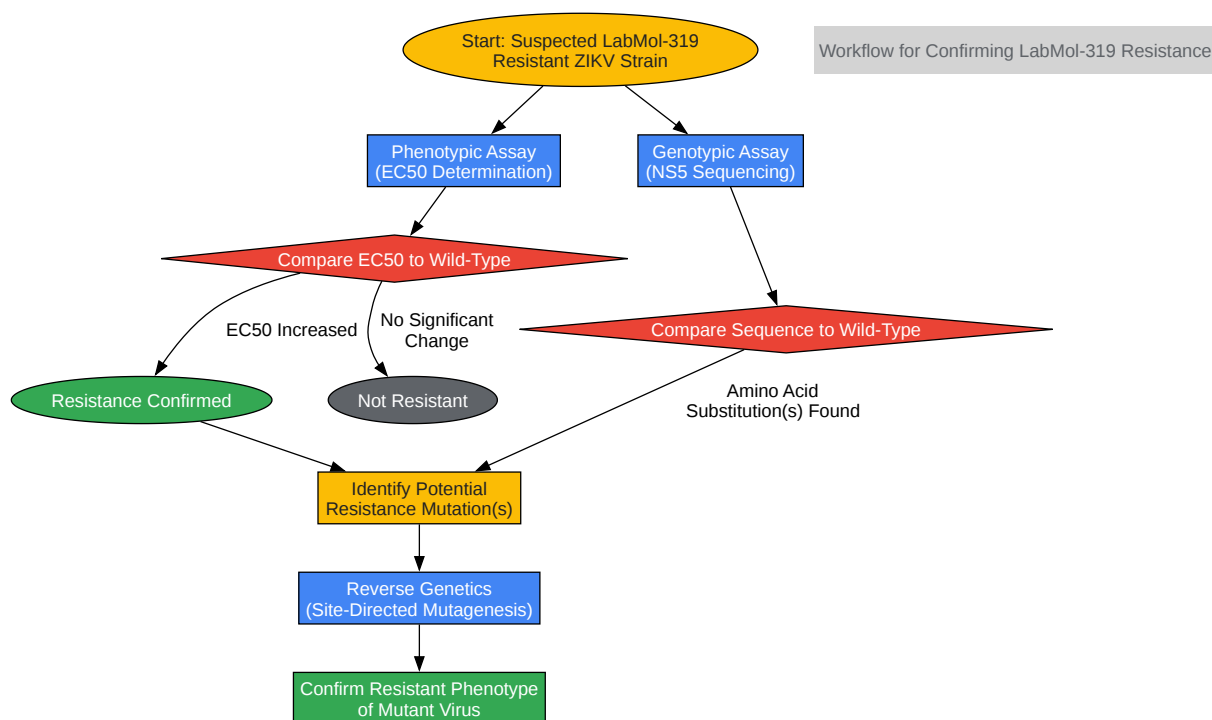 Start: Suspected LabMol-319
Resistant ZIKV Strain
Workflow for Confirming LabMol-319 Resistance
Phenotypic Assay
(EC50 Determination)
Genotypic Assay
(NS5 Sequencing)
Compare EC50 to Wild-Type
Compare Sequence to Wild-Type
EC50 Increased
No Significant
Change
Amino Acid
Substitution(s) Found
Resistance Confirmed
Not Resistant
Identify Potential
Resistance Mutation(s)
Reverse Genetics
(Site-Directed Mutagenesis)
Confirm Resistant Phenotype
of Mutant Virus